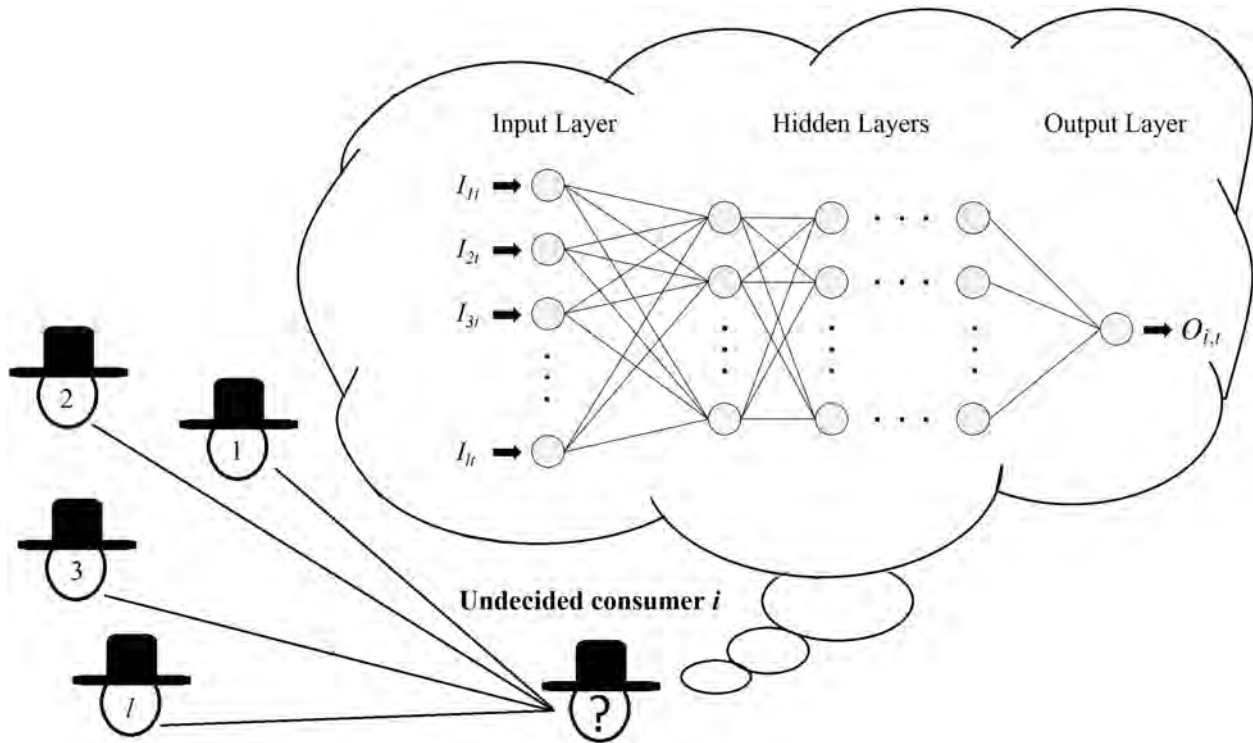 Input Layer Hidden Layers Output Layer
I1t
I2t
I3t
Ilt
Oi,t
2
1
3
l
Undecided consumer i
?